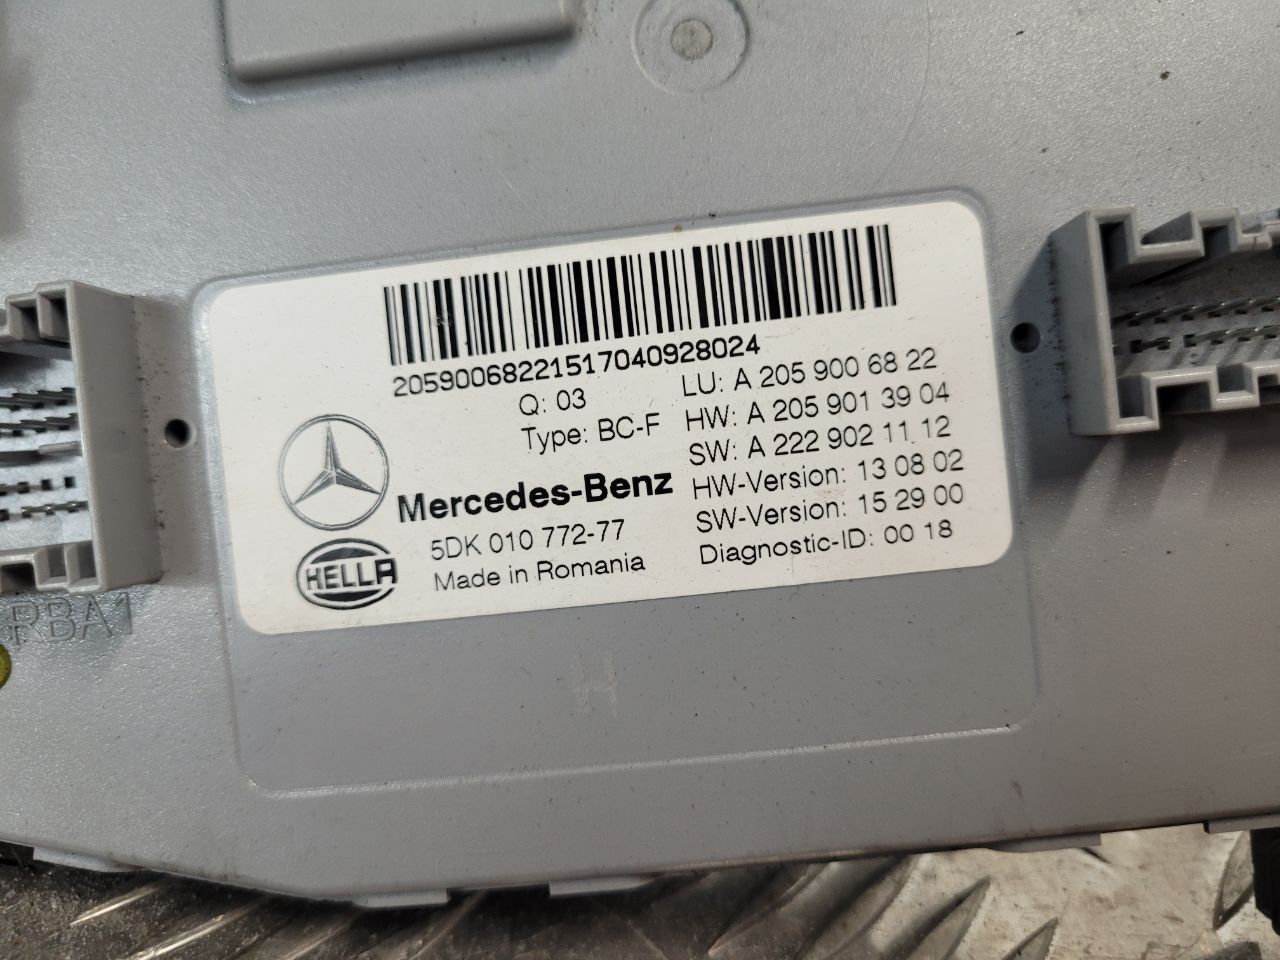 2059006822151704092​8024
Q: 03
Type: BC-F
LU: A 205 900 68 22
HW: A 205 901 39 04
SW: A 222 902 11 12
HW-Version: 13 08 02
SW-Version: 15 29 00
Diagnostic-ID: 00 18
Mercedes-Benz
5DK 010 772-77
HELLA
Made in Romania
RBA1